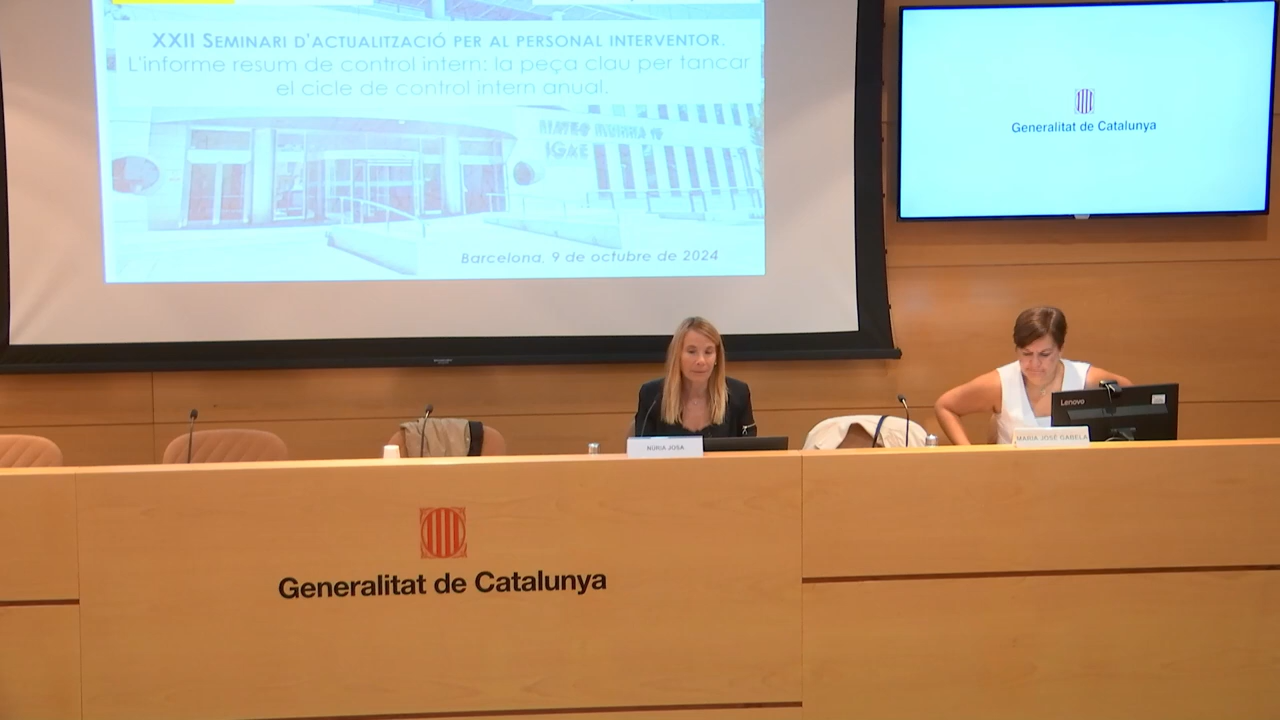 XXII SEMINARI D'ACTUALITZACIÓ PER AL PERSONAL INTERVENTOR.
L'informe resum de control intern: la peça clau per tancar
el cicle de control intern anual.
IGAE
Barcelona, 9 de octubre de 2024
Generalitat de Catalunya
Lenovo
NÚRIA JOSA
MARIA JOSÉ GABELA
Generalitat de Catalunya